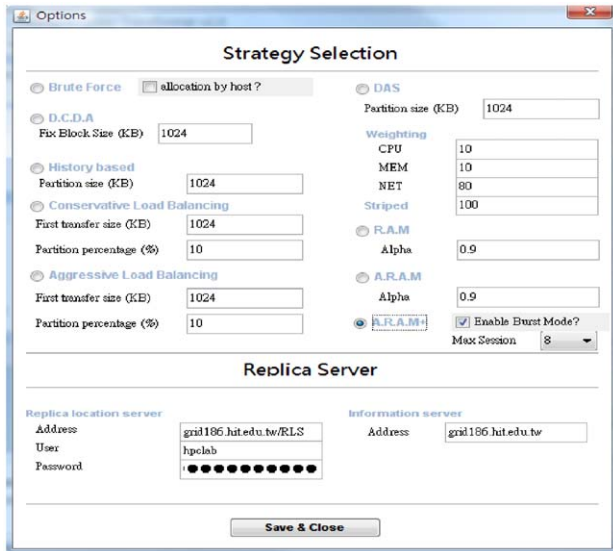 Options
Strategy Selection
Brute Force
allocation by host ?
D.C.D.A
Fix Block Size (KB) 1024
History based
Partition size (KB) 1024
Conservative Load Balancing
First transfer size (KB) 1024
Partition percentage (%) 10
Aggressive Load Balancing
First transfer size (KB) 1024
Partition percentage (%) 10
DAS
Partition size (KB) 1024
Weighting
CPU 10
MEM 10
NET 80
Striped 100
R.A.M
Alpha 0.9
A.R.A.M
Alpha 0.9
A.R.A.M+
Enable Burst Mode?
Max Session 8
Replica Server
Replica location server
Address grid186.hit.edu.tw/RLS
User hpclab
Password
Information server
Address grid186.hit.edu.tw
Save & Close